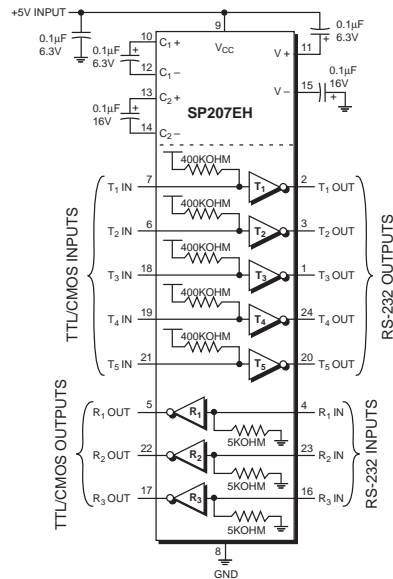 +5V INPUT
0.1µF
6.3V
0.1µF
6.3V
0.1µF
16V
10
12
13
14
C1 +
C1 –
C2 +
C2 –
9
VCC
V +
V –
11
15
0.1µF
6.3V
0.1µF
16V
SP207EH
400KOHM
T1 IN 7 T1 2 T1 OUT
400KOHM
T2 IN 6 T2 3 T2 OUT
400KOHM
T3 IN 18 T3 1 T3 OUT
400KOHM
T4 IN 19 T4 24 T4 OUT
400KOHM
T5 IN 21 T5 20 T5 OUT
TTL/CMOS INPUTS
RS-232 OUTPUTS
R1 OUT 5 R1 4 R1 IN
5KOHM
R2 OUT 22 R2 23 R2 IN
5KOHM
R3 OUT 17 R3 16 R3 IN
5KOHM
TTL/CMOS OUTPUTS
RS-232 INPUTS
8
GND